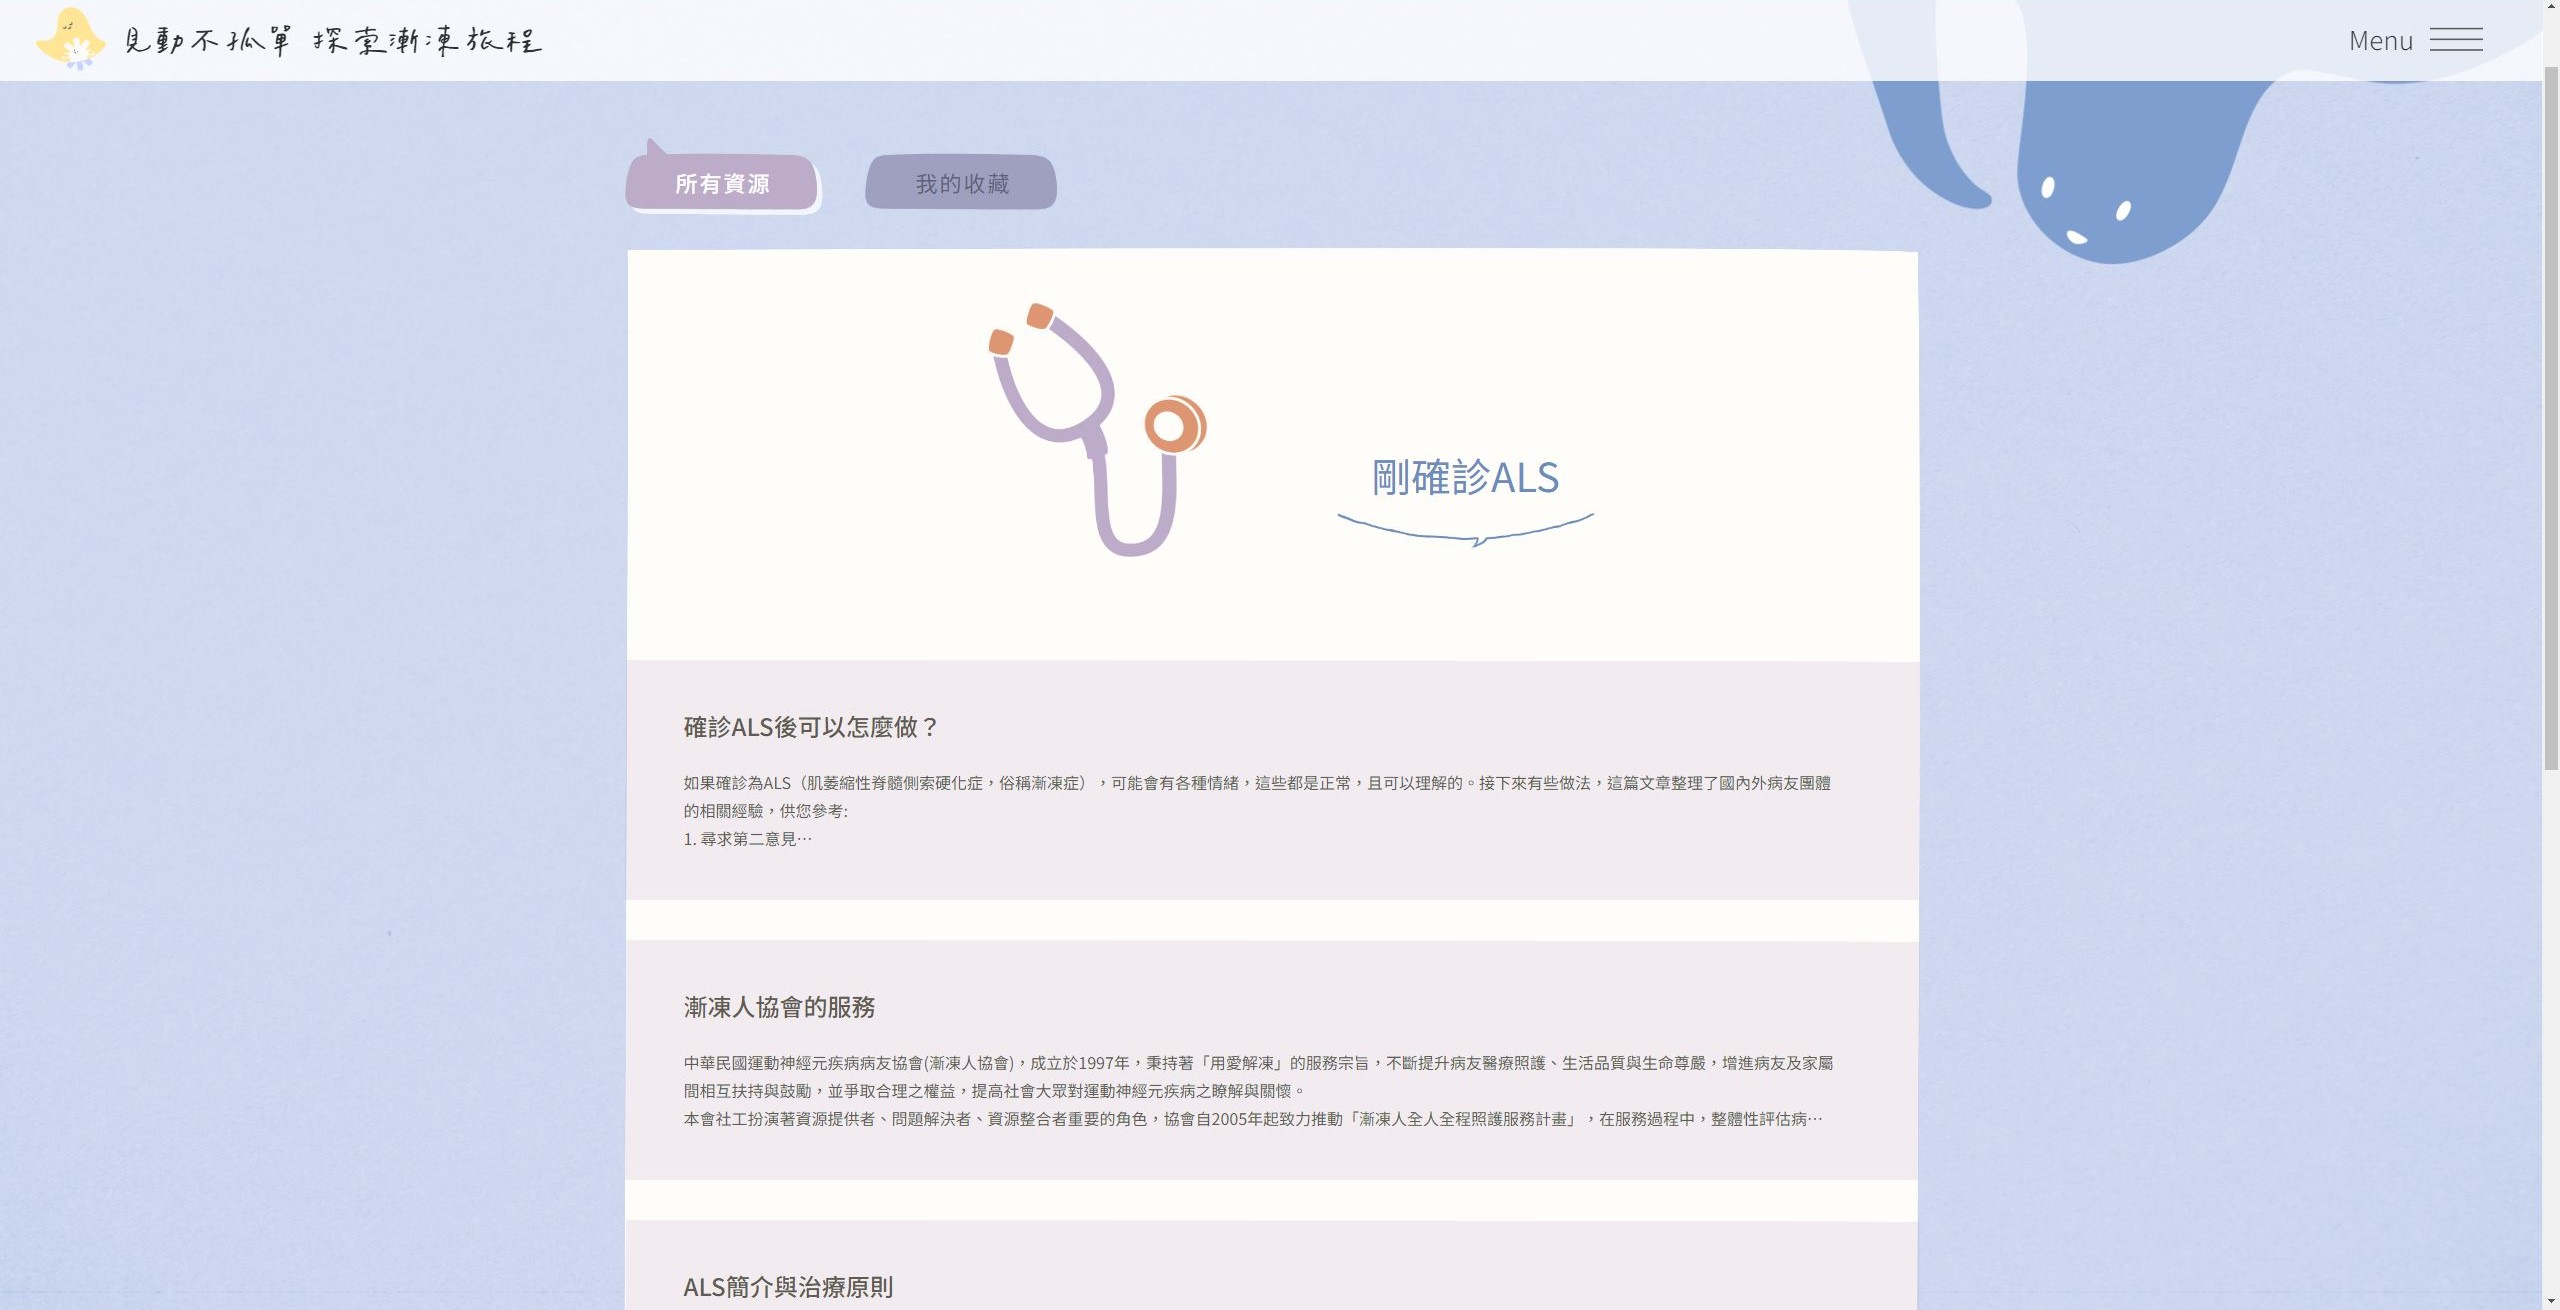 見動不孤單 探索漸凍旅程
Menu
所有資源
我的收藏
剛確診ALS
確診ALS後可以怎麼做？
如果確診為ALS（肌萎縮性脊髓側索硬化症，俗稱漸凍症），可能會有各種情緒，這些都是正常，且可以理解的。接下來有些做法，這篇文章整理了國內外病友團體
的相關經驗，供您參考:
1. 尋求第二意見…
漸凍人協會的服務
中華民國運動神經元疾病病友協會(漸凍人協會)，成立於1997年，秉持著「用愛解凍」的服務宗旨，不斷提升病友醫療照護、生活品質與生命尊嚴，增進病友及家屬
間相互扶持與鼓勵，並爭取合理之權益，提高社會大眾對運動神經元疾病之瞭解與關懷。
本會社工扮演著資源提供者、問題解決者、資源整合者重要的角色，協會自2005年起致力推動「漸凍人全人全程照護服務計畫」，在服務過程中，整體性評估病…
ALS簡介與治療原則